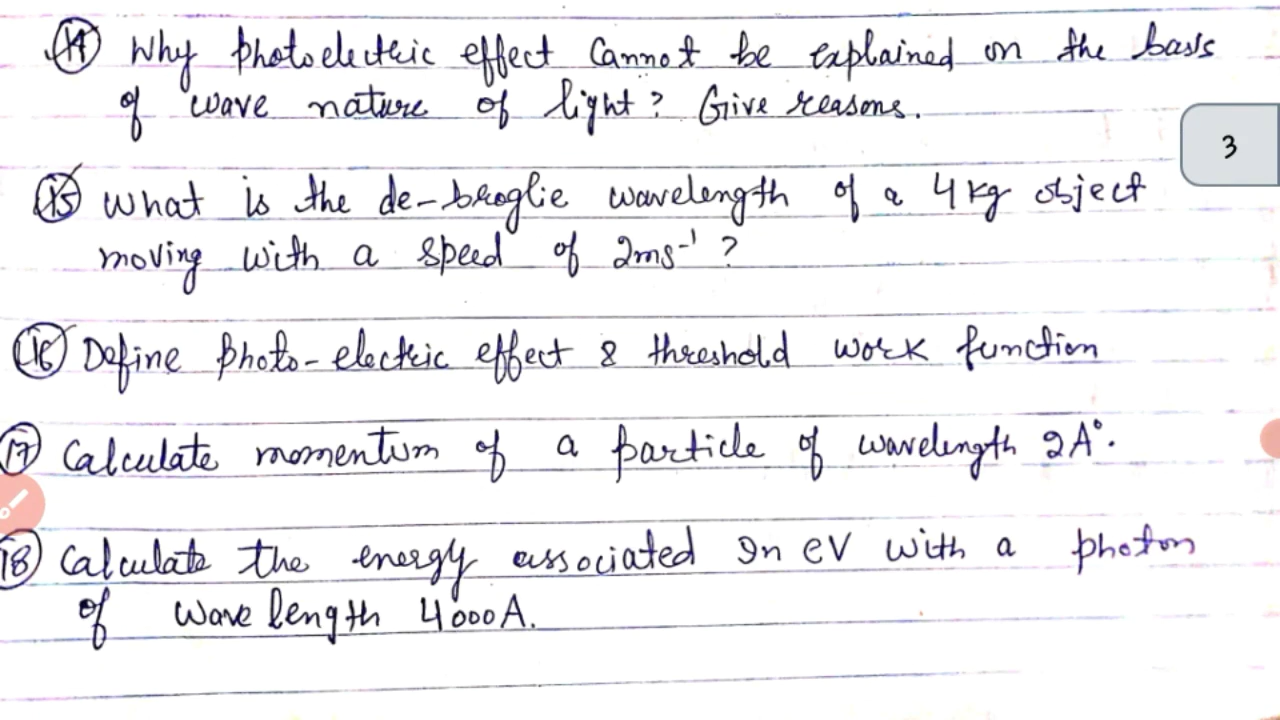 14 Why photoelectric effect cannot be explained on the basis
of wave nature of light? Give reasons.
3
15 What is the de-broglie wavelength of a 4kg object
moving with a speed of 2ms⁻¹ ?
16 Define photo-electric effect & threshold work function
17 Calculate momentum of a particle of wavelength 2A°.
18 Calculate the energy associated In eV with a photon
of wave length 4000A.